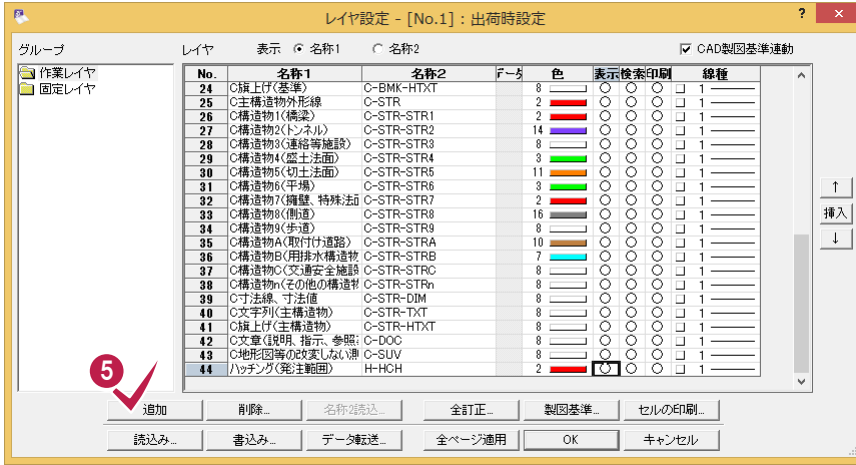 レイヤ設定 - [No.1] : 出荷時設定 ? ×
グループ レイヤ 表示 名称1 名称2 CAD製図基準連動
作業レイヤ
固定レイヤ
No. 名称1 名称2 データ 色 表示 検索 印刷 線種
24 C旗上げ(基準) C-BMK-HTXT 8 1
25 C主構造物外形線 C-STR 2 1
26 C構造物1(橋梁) C-STR-STR1 2 1
27 C構造物2(トンネル) C-STR-STR2 14 1
28 C構造物3(連絡等施設) C-STR-STR3 8 1
29 C構造物4(盛土法面) C-STR-STR4 3 1
30 C構造物5(切土法面) C-STR-STR5 11 1
31 C構造物6(平場) C-STR-STR6 3 1
32 C構造物7(擁壁、特殊法面 C-STR-STR7 2 1
33 C構造物8(側道) C-STR-STR8 16 1
34 C構造物9(歩道) C-STR-STR9 8 1
35 C構造物A(取付け道路) C-STR-STRA 10 1
36 C構造物B(用排水構造物 C-STR-STRB 7 1
37 C構造物C(交通安全施設 C-STR-STRC 8 1
38 C構造物n(その他の構造物 C-STR-STRn 8 1
39 C寸法線、寸法値 C-STR-DIM 8 1
40 C文字列(主構造物) C-STR-TXT 8 1
41 C旗上げ(主構造物) C-STR-HTXT 8 1
42 C文章(説明、指示、参照 C-DOC 8 1
43 C地形図等の改変しない測 C-SUV 8 1
44 ハッチング(発注範囲) H-HCH 2 1
↑
挿入
↓
5
追加 削除... 名称2読込... 全訂正... 製図基準... セルの印刷...
読込み... 書込み... データ転送... 全ページ適用 OK キャンセル